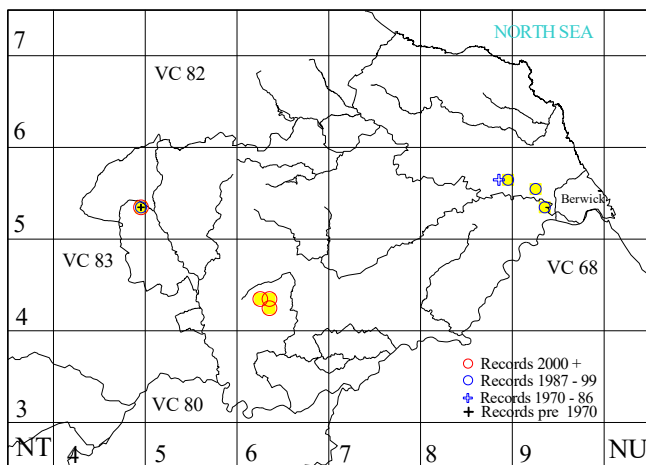 NORTH SEA
7
VC 82
6
Berwick
5
VC 83
VC 68
4
Records 2000 +
Records 1987 - 99
Records 1970 - 86
VC 80
Records pre 1970
3
NT 4 5 6 7 8 9 NU